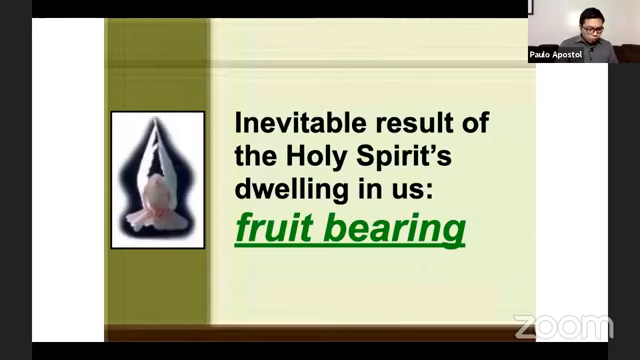 Paulo Apostol
Inevitable result of
the Holy Spirit's
dwelling in us:
fruit bearing
zoom